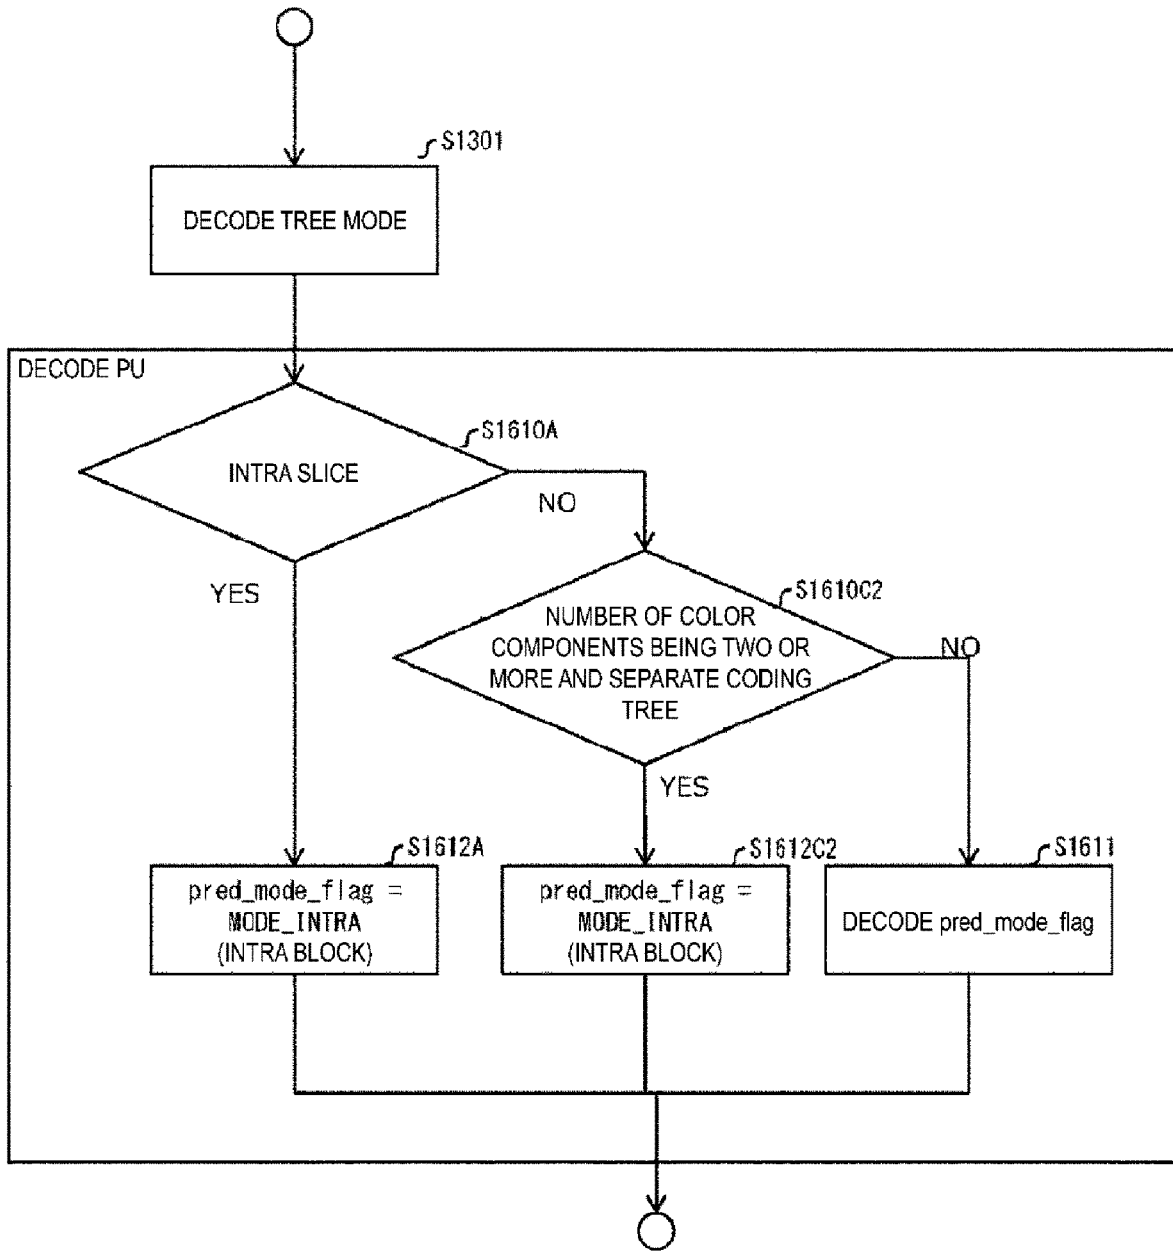 S1301
DECODE TREE MODE
DECODE PU
S1610A
INTRA SLICE
NO
YES
S1610C2
NUMBER OF COLOR
COMPONENTS BEING TWO OR
MORE AND SEPARATE CODING
TREE
NO
YES
S1612A
pred_mode_flag =
MODE_INTRA
(INTRA BLOCK)
S1612C2
pred_mode_flag =
MODE_INTRA
(INTRA BLOCK)
S1611
DECODE pred_mode_flag